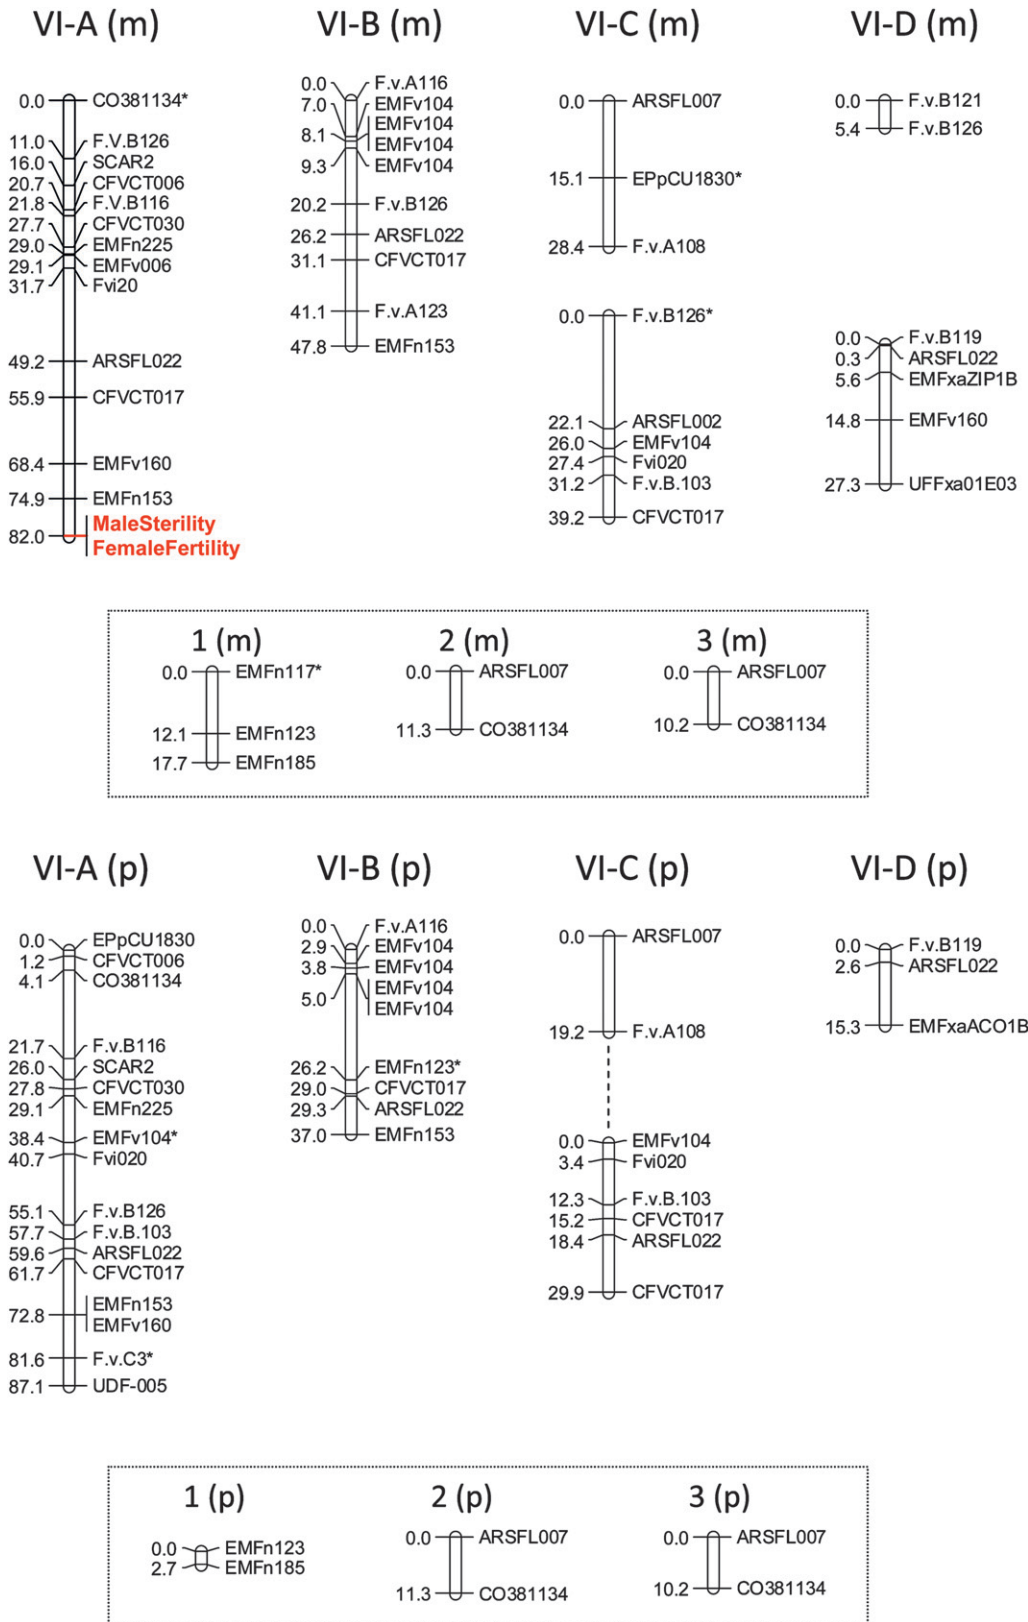 VI-A (m)
0.0 CO381134*
11.0 F.V.B126
16.0 SCAR2
20.7 CFVCT006
21.8 F.V.B116
27.7 CFVCT030
29.0 EMFn225
29.1 EMFv006
31.7 Fvi20
49.2 ARSFL022
55.9 CFVCT017
68.4 EMFv160
74.9 EMFn153
82.0 MaleSterility
FemaleFertility
VI-B (m)
0.0 F.v.A116
7.0 EMFv104
8.1 EMFv104
EMFv104
9.3 EMFv104
20.2 F.v.B126
26.2 ARSFL022
31.1 CFVCT017
41.1 F.v.A123
47.8 EMFn153
VI-C (m)
0.0 ARSFL007
15.1 EPpCU1830*
28.4 F.v.A108
0.0 F.v.B126*
22.1 ARSFL002
26.0 EMFv104
27.4 Fvi020
31.2 F.v.B.103
39.2 CFVCT017
VI-D (m)
0.0 F.v.B121
5.4 F.v.B126
0.0 F.v.B119
0.3 ARSFL022
5.6 EMFxaZIP1B
14.8 EMFv160
27.3 UFFxa01E03
1 (m)
0.0 EMFn117*
12.1 EMFn123
17.7 EMFn185
2 (m)
0.0 ARSFL007
11.3 CO381134
3 (m)
0.0 ARSFL007
10.2 CO381134
VI-A (p)
0.0 EPpCU1830
1.2 CFVCT006
4.1 CO381134
21.7 F.v.B116
26.0 SCAR2
27.8 CFVCT030
29.1 EMFn225
38.4 EMFv104*
40.7 Fvi020
55.1 F.v.B126
57.7 F.v.B.103
59.6 ARSFL022
61.7 CFVCT017
72.8 EMFn153
EMFv160
81.6 F.v.C3*
87.1 UDF-005
VI-B (p)
0.0 F.v.A116
2.9 EMFv104
3.8 EMFv104
5.0 EMFv104
EMFv104
26.2 EMFn123*
29.0 CFVCT017
29.3 ARSFL022
37.0 EMFn153
VI-C (p)
0.0 ARSFL007
19.2 F.v.A108
0.0 EMFv104
3.4 Fvi020
12.3 F.v.B.103
15.2 CFVCT017
18.4 ARSFL022
29.9 CFVCT017
VI-D (p)
0.0 F.v.B119
2.6 ARSFL022
15.3 EMFxaACO1B
1 (p)
0.0 EMFn123
2.7 EMFn185
2 (p)
0.0 ARSFL007
11.3 CO381134
3 (p)
0.0 ARSFL007
10.2 CO381134